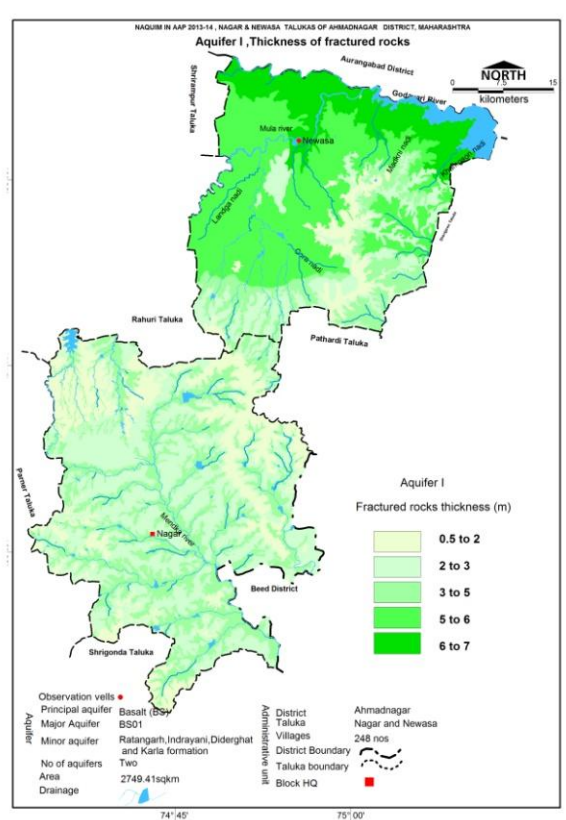 NAQUIM IN AAP 2013-14 , NAGAR & NEWASA TALUKAS OF AHMADNAGAR DISTRICT, MAHARASHTRA
Aquifer I ,Thickness of fractured rocks
Aurangabad District
NORTH
0 7.5 15
kilometers
Shrirampur Taluka
Godavari River
Mula river
Newasa
Madkni nadi
Landga nadi
Gora nadi
Rahuri Taluka
Pathardi Taluka
Parner Taluka
Nagar
Mendka river
Beed District
Shrigonda Taluka
Aquifer I
Fractured rocks thickness (m)
0.5 to 2
2 to 3
3 to 5
5 to 6
6 to 7
Aquifer
Observation vells
Principal aquifer Basalt (BS)
Major Aquifer BS01
Minor aquifer Ratangarh,Indrayani,Diderghat
and Karla formation
No of aquifers Two
Area 2749.41sqkm
Drainage
Administrative unit
District Ahmadnagar
Taluka Nagar and Newasa
Villages 248 nos
District Boundary
Taluka boundary
Block HQ
74° 45' 75° 00'